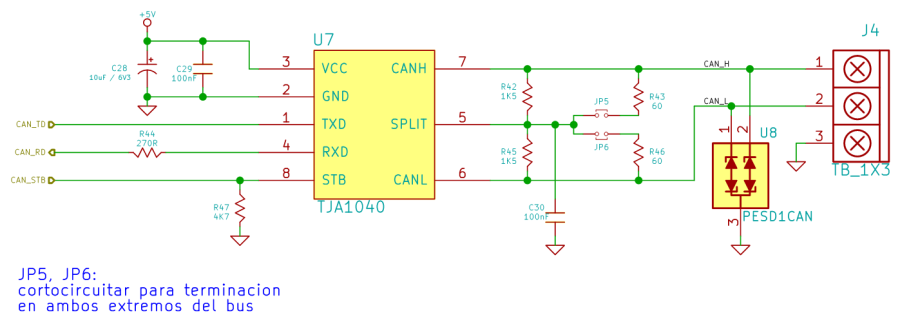 +5V
U7
J4
C28
10uF / 6V3
C29
100nF
3 VCC CANH 7
CAN_H
1
2 GND
R42
1K5
R43
60
JP5
CAN_L
2
CAN_TD
1 TXD SPLIT 5
1 2
U8
R44
270R
JP6
3
CAN_RD
4 RXD
R45
1K5
R46
60
TB_1X3
CAN_STB
8 STB CANL 6
R47
4K7
TJA1040
C30
100nF
3
PESD1CAN
JP5, JP6:
cortocircuitar para terminacion
en ambos extremos del bus